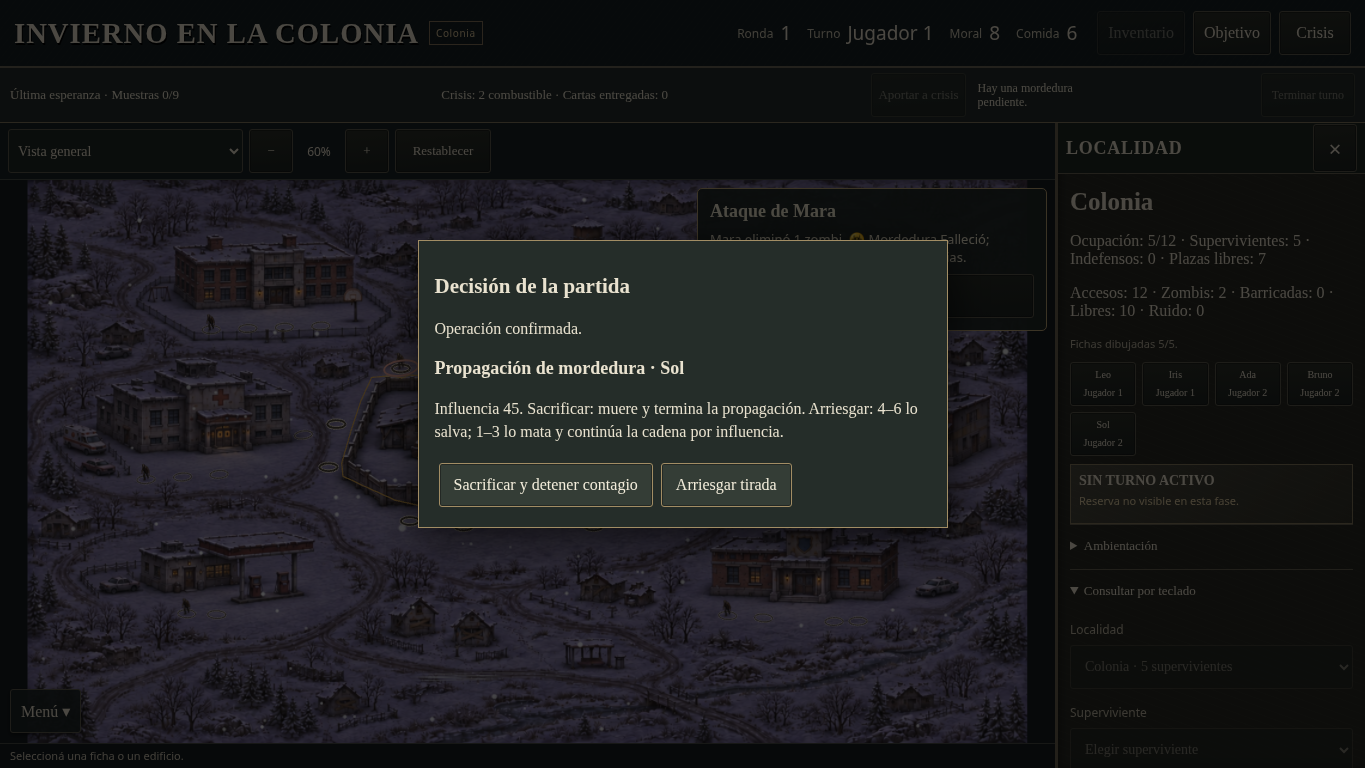 INVIERNO EN LA COLONIA
Colonia
Ronda 1 Turno Jugador 1 Moral 8 Comida 6
Inventario
Objetivo
Crisis
Última esperanza · Muestras 0/9
Crisis: 2 combustible · Cartas entregadas: 0
Aportar a crisis
Hay una mordedura
pendiente.
Terminar turno
Vista general
−
60%
+
Restablecer
LOCALIDAD
✕
Ataque de Mara
Mara eliminó 1 zombi. Mordedura Falleció;
Decisión de la partida
Operación confirmada.
Propagación de mordedura · Sol
Influencia 45. Sacrificar: muere y termina la propagación. Arriesgar: 4–6 lo
salva; 1–3 lo mata y continúa la cadena por influencia.
Sacrificar y detener contagio
Arriesgar tirada
Colonia
Ocupación: 5/12 · Supervivientes: 5 ·
Indefensos: 0 · Plazas libres: 7
Accesos: 12 · Zombis: 2 · Barricadas: 0 ·
Libres: 10 · Ruido: 0
Fichas dibujadas 5/5.
Leo
Jugador 1
Iris
Jugador 1
Ada
Jugador 2
Bruno
Jugador 2
Sol
Jugador 2
SIN TURNO ACTIVO
Reserva no visible en esta fase.
Ambientación
Consultar por teclado
Localidad
Colonia · 5 supervivientes
Superviviente
Elegir superviviente
Menú ▾
Seleccioná una ficha o un edificio.